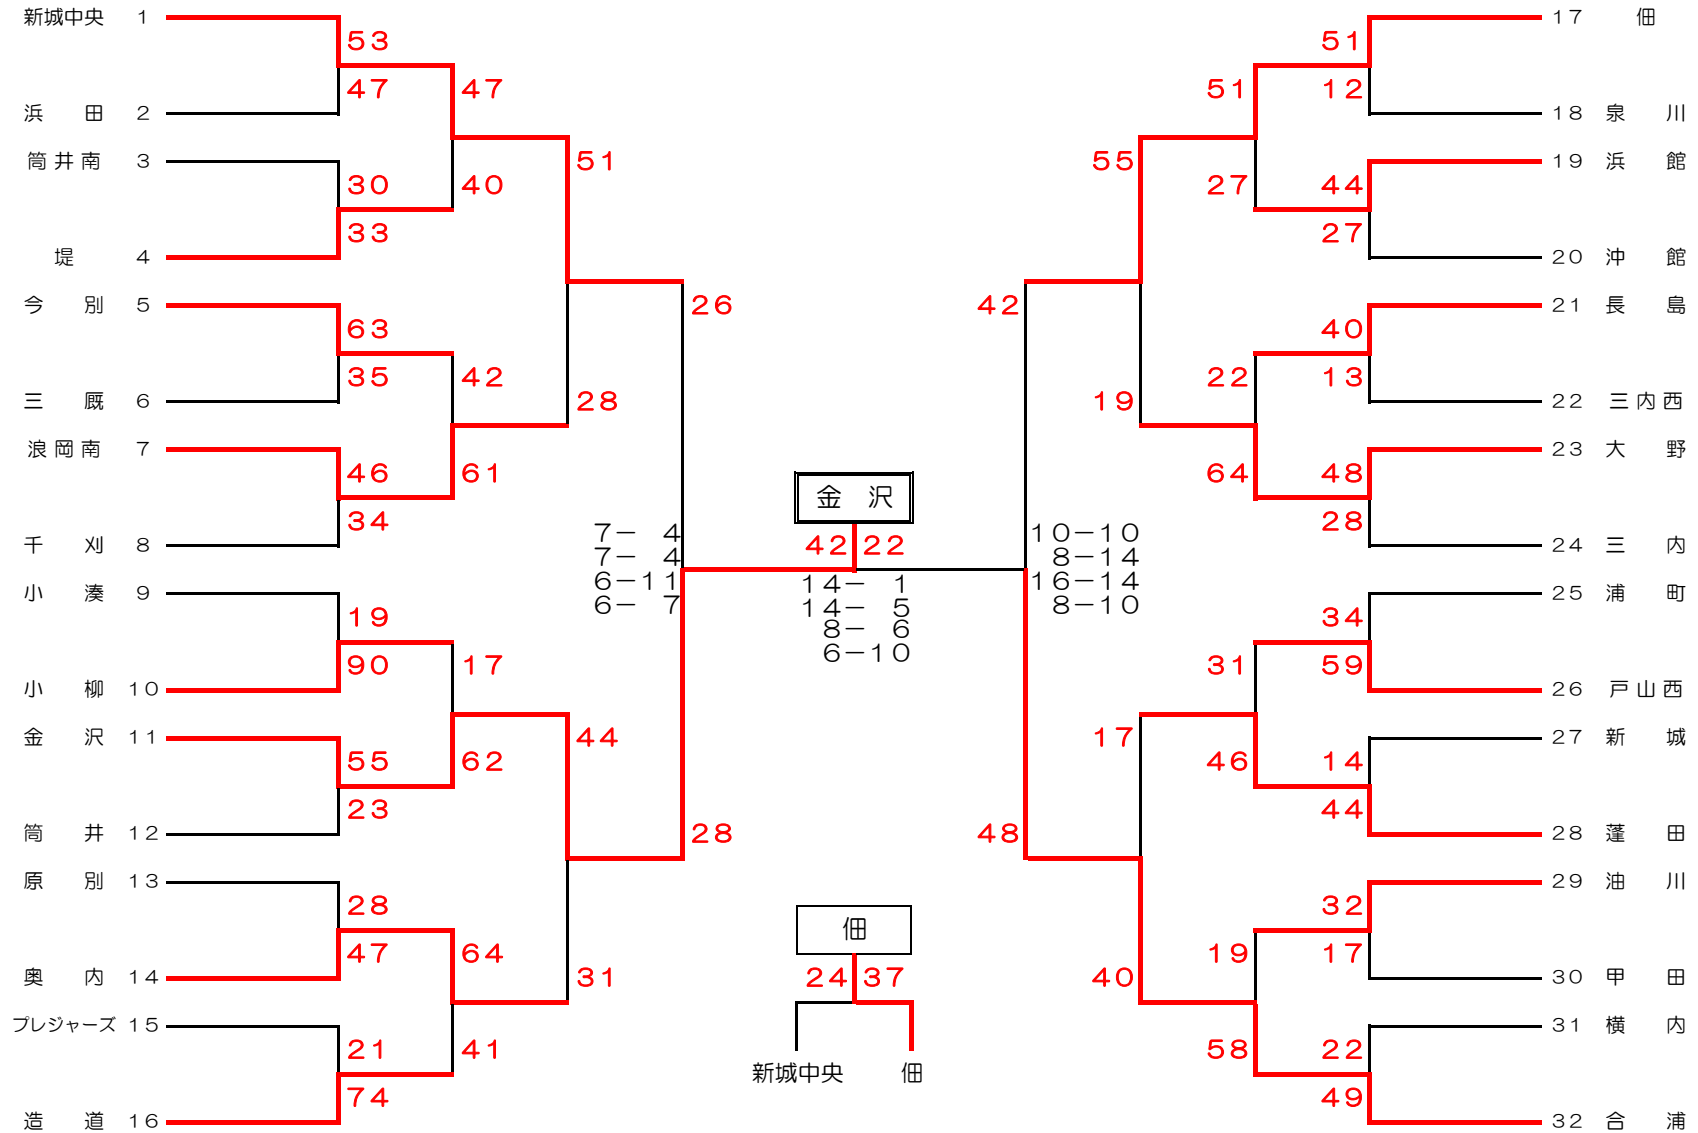 新城中央 1
53
47
浜田 2
47
筒井南 3
30
33
40
堤 4
51
今別 5
63
35
42
三厩 6
28
浪岡南 7
46
34
61
千刈 8
26
小湊 9
19
90
17
小柳 10
44
金沢 11
55
23
62
筒井 12
28
原別 13
28
47
64
奥内 14
31
プレジャーズ 15
21
74
41
造道 16
7－ 4
7－ 4
6－11
6－ 7
金沢
42 22
14－ 1
14－ 5
8－ 6
6－10
10－10
8－14
16－14
8－10
佃
24 37
新城中央 佃
17 佃
51
12
51
18 泉川
55
19 浜館
44
27
27
20 沖館
42
21 長島
40
13
22
22 三内西
19
23 大野
48
28
64
24 三内
25 浦町
34
59
31
26 戸山西
17
27 新城
14
44
46
28 蓬田
48
29 油川
32
17
19
30 甲田
40
31 横内
22
49
58
32 合浦